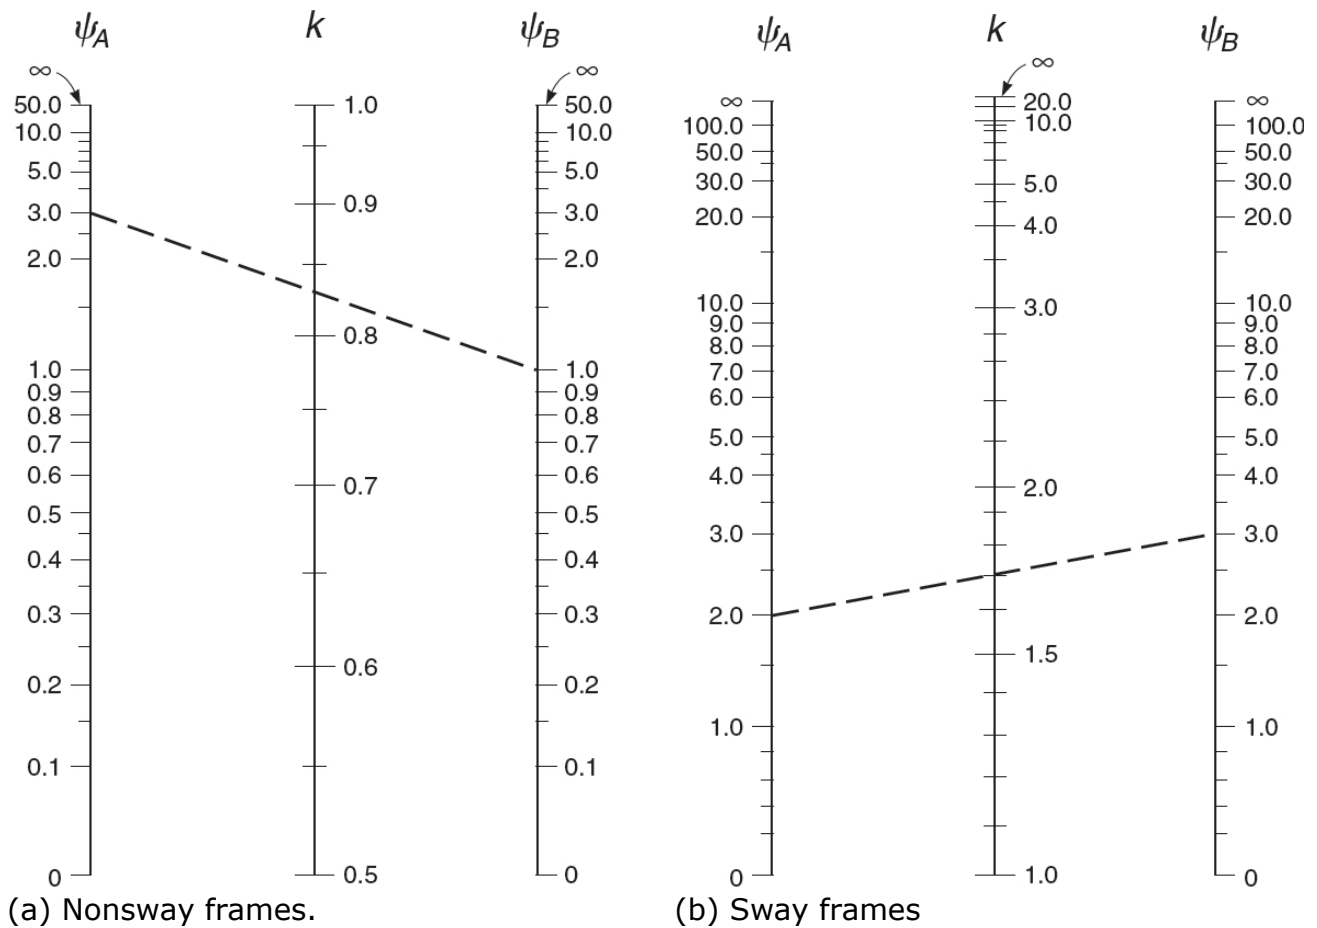 ψA k ψB
∞ ∞
50.0 1.0 50.0
10.0 10.0
5.0 5.0
3.0 0.9 3.0
2.0 2.0
0.8
1.0 1.0
0.9 0.9
0.8 0.8
0.7 0.7
0.6 0.7 0.6
0.5 0.5
0.4 0.4
0.3 0.3
0.6
0.2 0.2
0.1 0.1
0 0.5 0
(a) Nonsway frames.
ψA k ψB
∞
∞ 20.0 ∞
100.0 10.0 100.0
50.0 50.0
30.0 5.0 30.0
20.0 4.0 20.0
10.0 3.0 10.0
9.0 9.0
8.0 8.0
7.0 7.0
6.0 6.0
5.0 5.0
4.0 2.0 4.0
3.0 3.0
2.0 2.0
1.5
1.0 1.0
0 1.0 0
(b) Sway frames